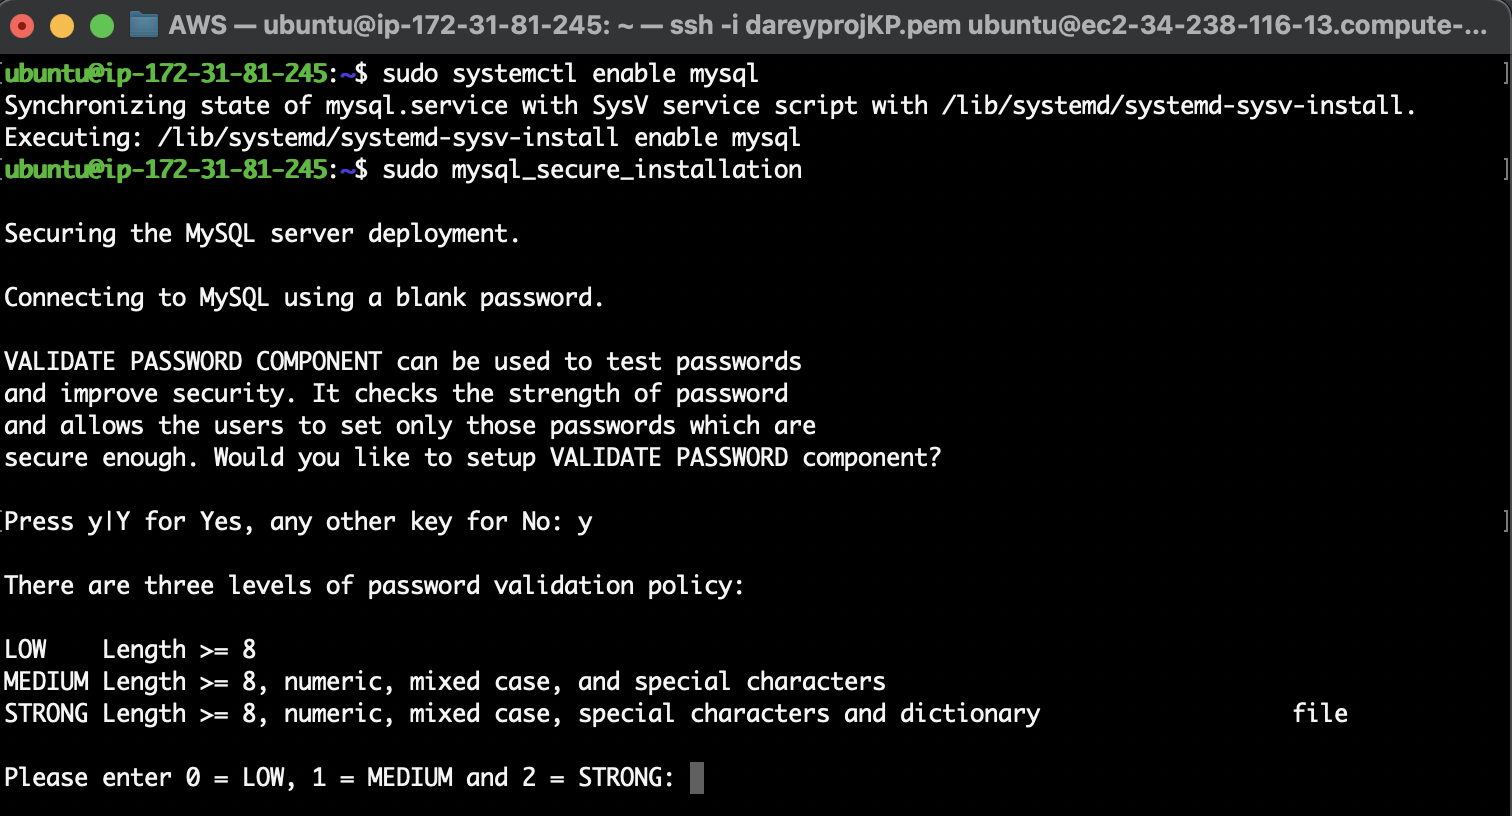 AWS — ubuntu@ip-172-31-81-245: ~ — ssh -i dareyprojKP.pem ubuntu@ec2-34-238-116-13.compute-...
ubuntu@ip-172-31-81-245:~$ sudo systemctl enable mysql
Synchronizing state of mysql.service with SysV service script with /lib/systemd/systemd-sysv-install.
Executing: /lib/systemd/systemd-sysv-install enable mysql
ubuntu@ip-172-31-81-245:~$ sudo mysql_secure_installation
Securing the MySQL server deployment.
Connecting to MySQL using a blank password.
VALIDATE PASSWORD COMPONENT can be used to test passwords
and improve security. It checks the strength of password
and allows the users to set only those passwords which are
secure enough. Would you like to setup VALIDATE PASSWORD component?
Press y|Y for Yes, any other key for No: y
There are three levels of password validation policy:
LOW    Length >= 8
MEDIUM Length >= 8, numeric, mixed case, and special characters
STRONG Length >= 8, numeric, mixed case, special characters and dictionary                  file
Please enter 0 = LOW, 1 = MEDIUM and 2 = STRONG: